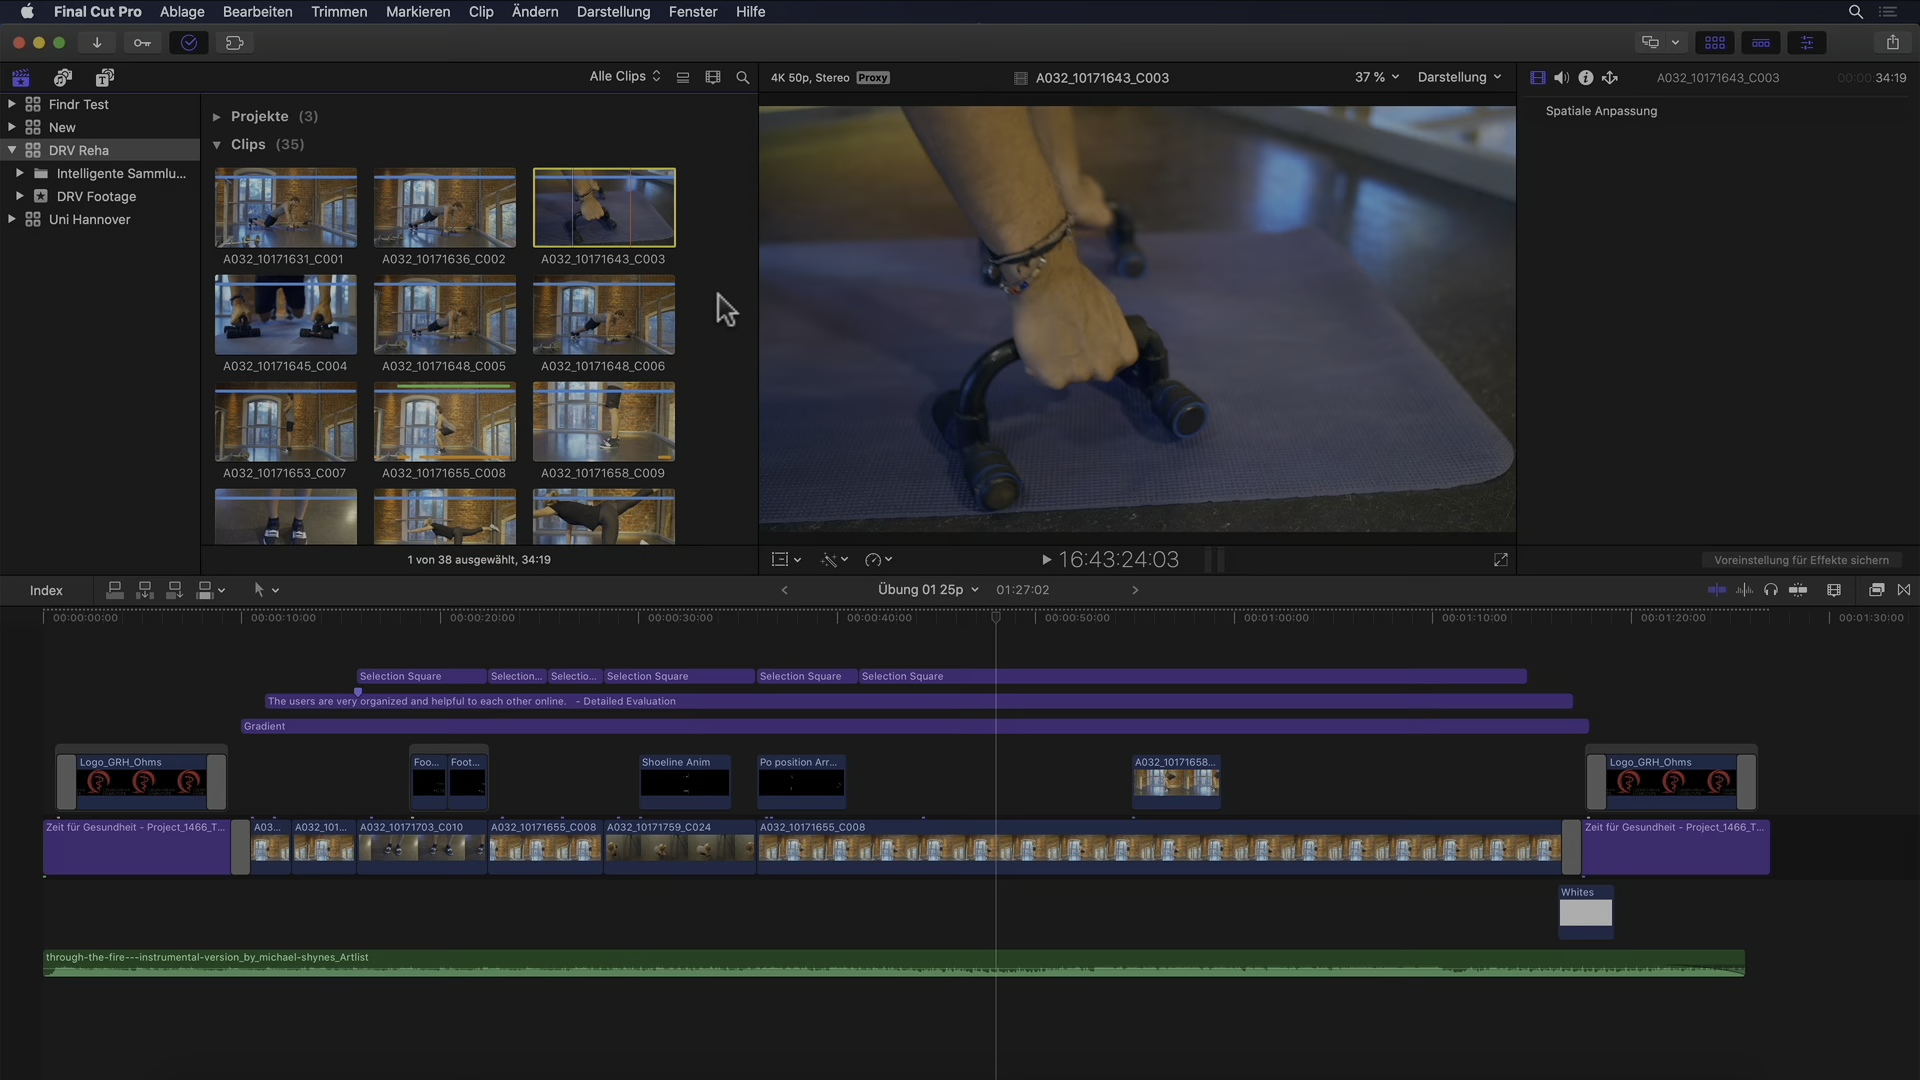 Final Cut Pro Ablage Bearbeiten Trimmen Markieren Clip Ändern Darstellung Fenster Hilfe
Alle Clips
4K 50p, Stereo Proxy
A032_10171643_C003
37 %
Darstellung
A032_10171643_C003
00:00:34:19
Findr Test
New
DRV Reha
Intelligente Sammlu...
DRV Footage
Uni Hannover
Projekte (3)
Clips (35)
A032_10171631_C001
A032_10171636_C002
A032_10171643_C003
A032_10171645_C004
A032_10171648_C005
A032_10171648_C006
A032_10171653_C007
A032_10171655_C008
A032_10171658_C009
Spatiale Anpassung
1 von 38 ausgewählt, 34:19
16:43:24:03
Voreinstellung für Effekte sichern
Index
Übung 01 25p
01:27:02
00:00:00:00
00:00:10:00
00:00:20:00
00:00:30:00
00:00:40:00
00:00:50:00
00:01:00:00
00:01:10:00
00:01:20:00
00:01:30:00
Selection Square
Selection...
Selectio...
Selection Square
Selection Square
Selection Square
The users are very organized and helpful to each other online. - Detailed Evaluation
Gradient
Logo_GRH_Ohms
Foo...
Foot...
Shoeline Anim
Po position Arr...
A032_10171658...
Logo_GRH_Ohms
Zeit für Gesundheit - Project_1466_T...
A03...
A032_101...
A032_10171703_C010
A032_10171655_C008
A032_10171759_C024
A032_10171655_C008
Zeit für Gesundheit - Project_1466_T...
Whites
through-the-fire---instrumental-version_by_michael-shynes_Artlist